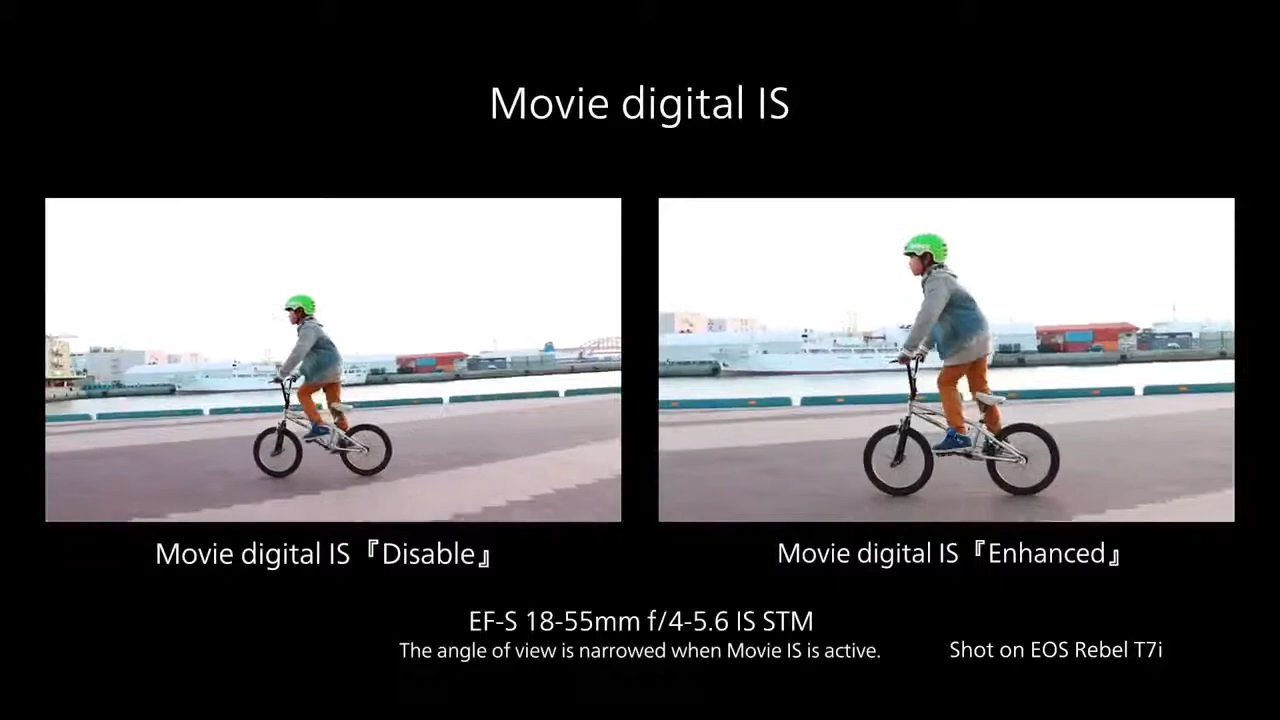 Movie digital IS
Movie digital IS『Disable』
Movie digital IS『Enhanced』
EF-S 18-55mm f/4-5.6 IS STM
The angle of view is narrowed when Movie IS is active.
Shot on EOS Rebel T7i